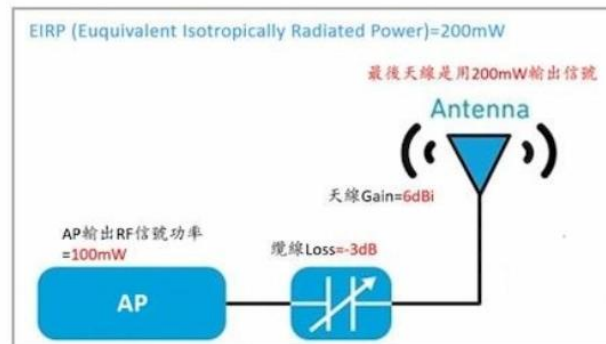 EIRP (Euquivalent Isotropically Radiated Power)=200mW
最後天線是用200mW輸出信號
Antenna
天線Gain=6dBi
AP輸出RF信號功率
=100mW
纜線Loss=-3dB
AP